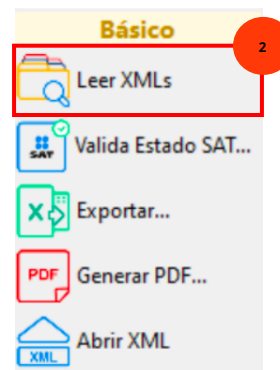 Básico
2
Leer XMLs
SAT
Valida Estado SAT...
X
Exportar...
PDF
Generar PDF...
XML
Abrir XML